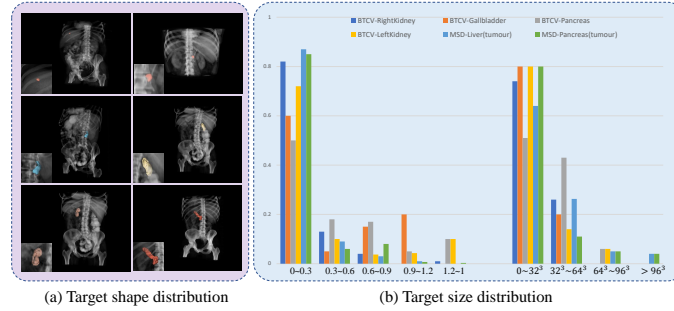 BTCV-RightKidney BTCV-Gallbladder BTCV-Pancreas
BTCV-LeftKidney MSD-Liver(tumour) MSD-Pancreas(tumour)
0.8
0.6
0.4
0.2
0
0~0.3 0.3~0.6 0.6~0.9 0.9~1.2 1.2~1 0~32³ 32³~64³ 64³~96³ > 96³
(a) Target shape distribution (b) Target size distribution